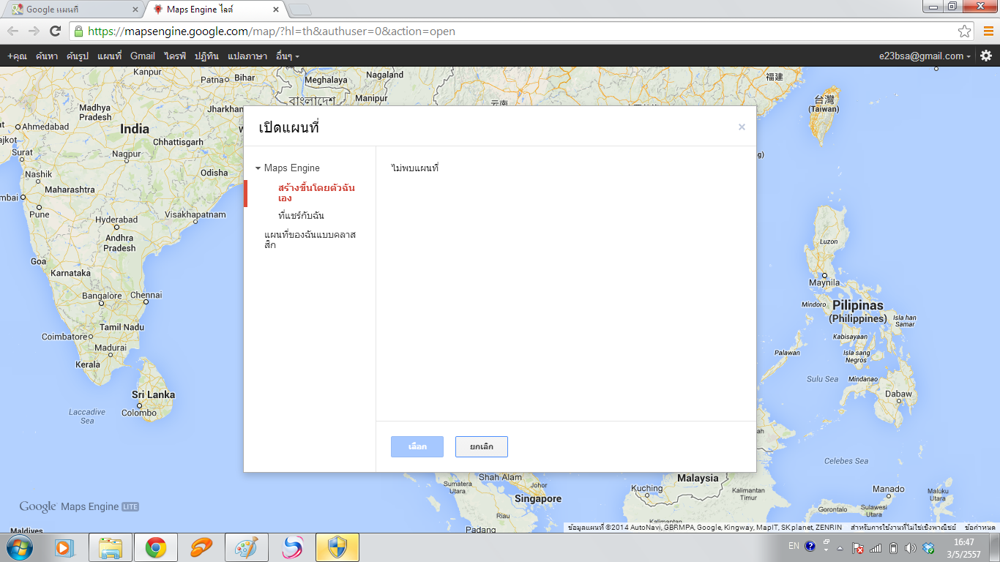 Google แผนที่
Maps Engine ไลต์
https://mapsengine.google.com/map/?hl=th&authuser=0&action=open
+คุณ ค้นหา ค้นรูป แผนที่ Gmail ไดรฟ์ ปฏิทิน แปลภาษา อื่นๆ
e23bsa@gmail.com
Kanpur
Patna
Bihar
Meghalaya
Nagaland
福建
বাংলাদেশ
Manipur
云南
台灣
(Taiwan)
Madhya
Pradesh
Jharkhan
Ahmedabad
India
Chhattisgarh
Surat
Nagpur
Nashik
Odisha
Maharashtra
mbai
Pune
Hyderabad
Visakhapatnam
Andhra
Pradesh
Goa
Karnataka
Bangalore
Chennai
Tamil Nadu
Coimbatore
Madurai
Kerala
Sri Lanka
Colombo
Laccadive
Sea
เปิดแผนที่
Maps Engine
สร้างขึ้นโดยตัวฉัน
เอง
ที่แชร์กับฉัน
แผนที่ของฉันแบบคลาส
สิก
ไม่พบแผนที่
เลือก
ยกเลิก
Luzon
Maynila
Mindoro
Pilipinas
(Philippines)
Isla han
Samar
Kabisayaan
Palawan
Isla sang
Negros
Sulu Sea
Mindanao
Dabaw
ah
Celebes Sea
Malaysia
Shah Alam
Sumatera
Utara
Johor
Singapore
Riau
Padang
Kuching
Kalimantan
Timur
Kalimantan
Manado
Gorontalo
Sulawesi
Utara
Maluku
Utara
Google Maps Engine LITE
Maldives
ข้อมูลแผนที่ ©2014 AutoNavi, GBRMPA, Google, Kingway, MapIT, SK planet, ZENRIN
สำหรับการใช้งานที่ไม่ใช่เชิงพาณิชย์
ข้อกำหนด
EN
16:47
3/5/2557